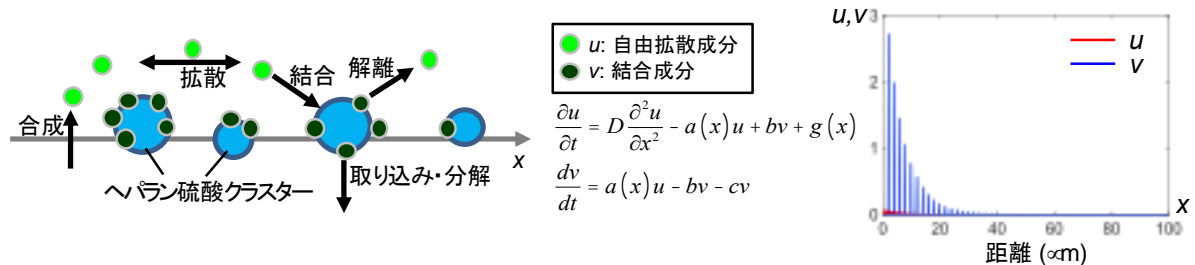 合成
拡散
結合
解離
x
ヘパラン硫酸クラスター
取り込み・分解
u: 自由拡散成分
v: 結合成分
∂u/∂t = D ∂²u/∂x² - a(x)u + bv + g(x)
dv/dt = a(x)u - bv - cv
u,v
3
2
1
0
u
v
0 20 40 60 80 100
x
距離 (∝m)